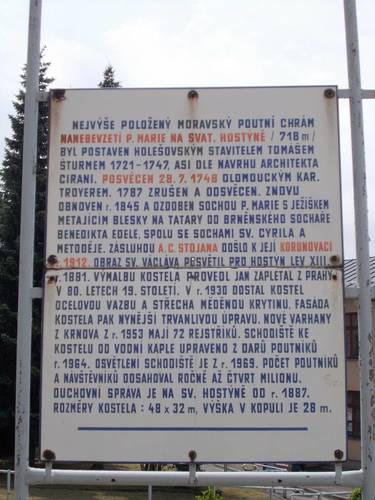 NEJVÝŠE POLOŽENÝ MORAVSKÝ POUTNÍ CHRÁM
NANEBEVZETÍ P. MARIE NA SVAT. HOSTÝNĚ / 718 m /
BYL POSTAVEN HOLEŠOVSKÝM STAVITELEM TOMÁŠEM
ŠTURMEM 1721-1747, ASI DLE NÁVRHU ARCHITEKTA
CIRANI. POSVĚCEN 28. 7. 1748 OLOMOUCKÝM KAR.
TROYEREM. 1787 ZRUŠEN A ODSVĚCEN. ZNOVU
OBNOVEN r. 1845 A OZDOBEN SOCHOU P. MARIE S JEŽÍŠKEM
METAJÍCÍM BLESKY NA TATARY OD BRNĚNSKÉHO SOCHAŘE
BENEDIKTA EDELE, SPOLU SE SOCHAMI SV. CYRILA A
METODĚJE. ZÁSLUHOU A. C. STOJANA DOŠLO K JEJÍ KORUNOVACI
r. 1912. OBRAZ SV. VÁCLAVA POSVĚTIL PRO HOSTÝN LEV XIII.
r. 1881. VÝMALBU KOSTELA PROVEDL JAN ZAPLETAL Z PRAHY
V 80. LETECH 19. STOLETÍ. V r. 1930 DOSTAL KOSTEL
OCELOVOU VAZBU A STŘECHA MĚDĚNOU KRYTINU, FASÁDA
KOSTELA PAK NYNĚJŠÍ TRVANLIVOU ÚPRAVU. NOVÉ VARHANY
Z KRNOVA Z r. 1953 MAJÍ 72 REJSTŘÍKŮ. SCHODIŠTĚ KE
KOSTELU OD VODNÍ KAPLE UPRAVENO Z DARŮ POUTNÍKŮ
r. 1964. OSVĚTLENÍ SCHODIŠTĚ JE Z r. 1969. POČET POUTNÍKŮ
A NÁVŠTĚVNÍKŮ DOSAHOVAL ROČNĚ AŽ ČTVRT MILIONU.
DUCHOVNÍ SPRÁVA JE NA SV. HOSTÝNĚ OD r. 1887.
ROZMĚRY KOSTELA : 48 x 32 m, VÝŠKA V KOPULI JE 28 m.